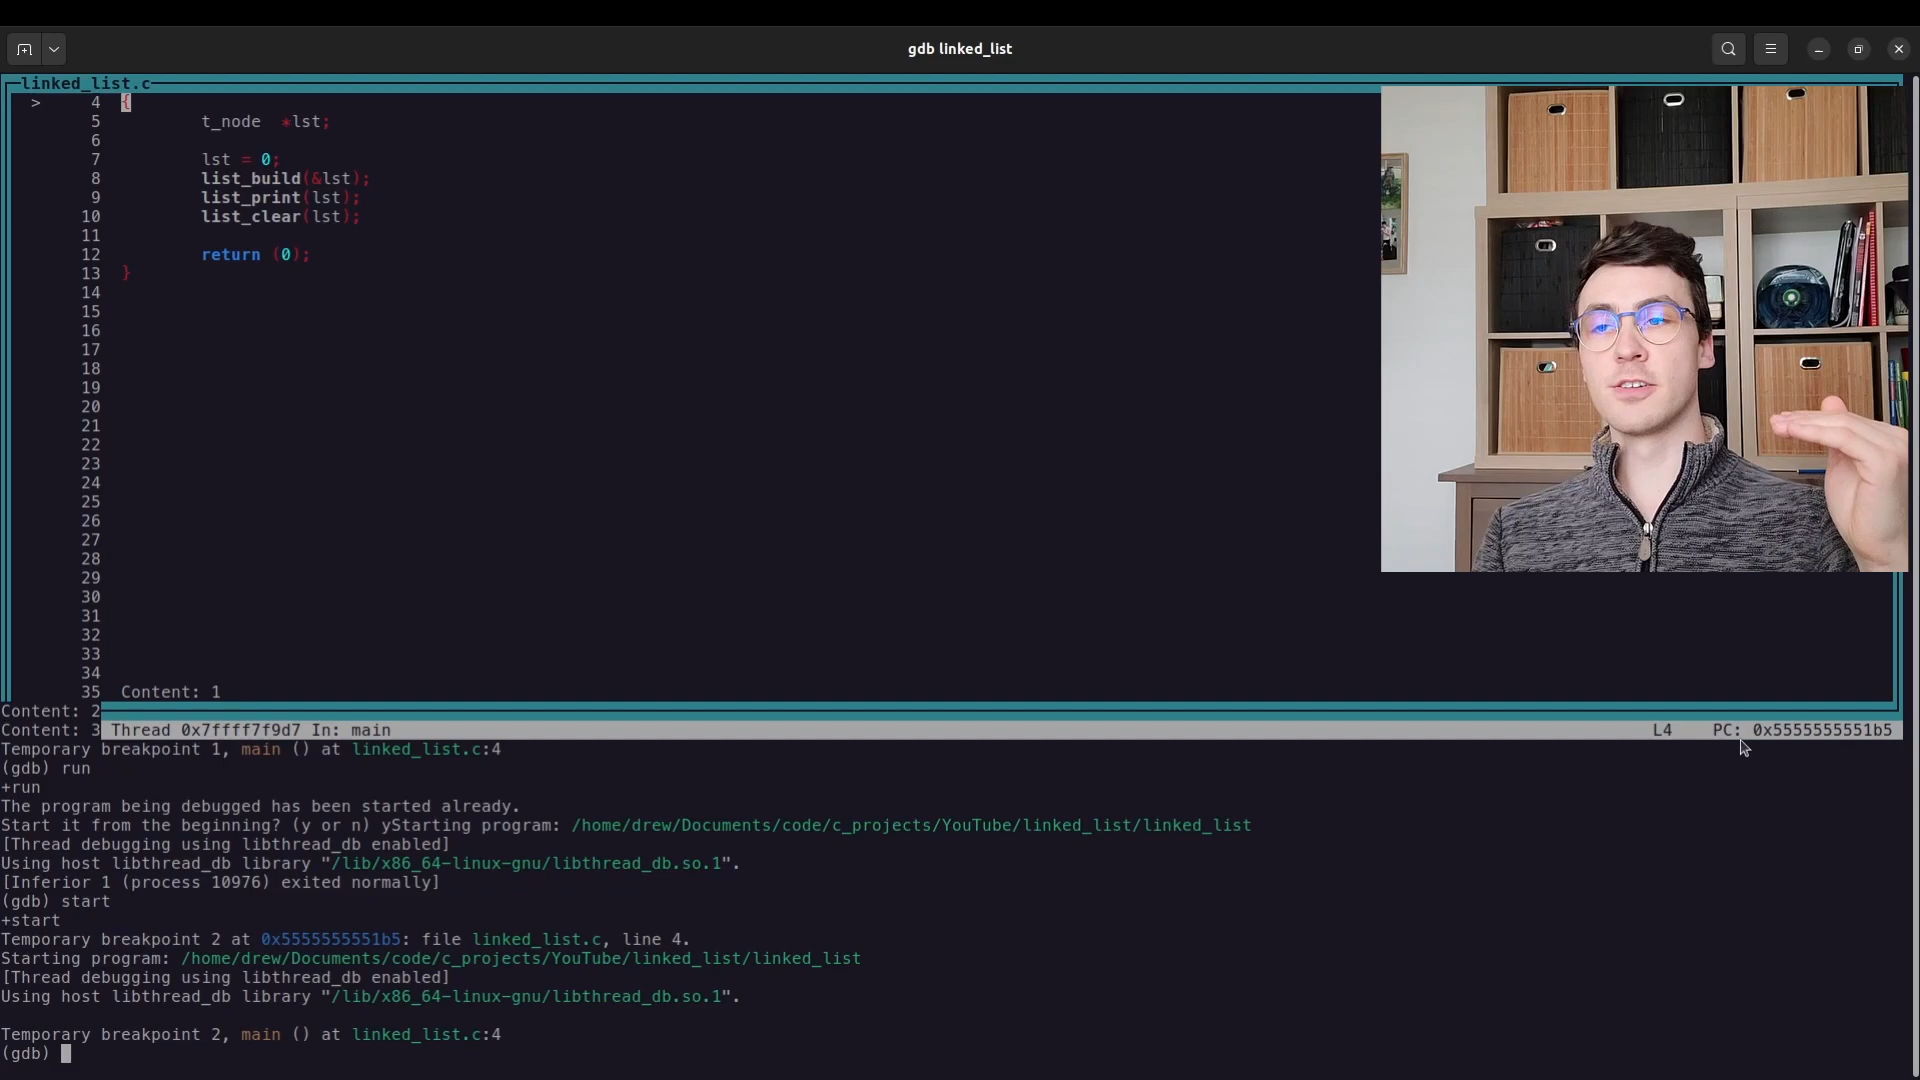 gdb linked_list
linked_list.c
> 4 {
5 t_node *lst;
6
7 lst = 0;
8 list_build(&lst);
9 list_print(lst);
10 list_clear(lst);
11
12 return (0);
13 }
14
15
16
17
18
19
20
21
22
23
24
25
26
27
28
29
30
31
32
33
34
35 Content: 1
Content: 2
Content: 3 Thread 0x7ffff7f9d7 In: main L4 PC: 0x5555555551b5
Temporary breakpoint 1, main () at linked_list.c:4
(gdb) run
+run
The program being debugged has been started already.
Start it from the beginning? (y or n) yStarting program: /home/drew/Documents/code/c_projects/YouTube/linked_list/linked_list
[Thread debugging using libthread_db enabled]
Using host libthread_db library "/lib/x86_64-linux-gnu/libthread_db.so.1".
[Inferior 1 (process 10976) exited normally]
(gdb) start
+start
Temporary breakpoint 2 at 0x5555555551b5: file linked_list.c, line 4.
Starting program: /home/drew/Documents/code/c_projects/YouTube/linked_list/linked_list
[Thread debugging using libthread_db enabled]
Using host libthread_db library "/lib/x86_64-linux-gnu/libthread_db.so.1".
Temporary breakpoint 2, main () at linked_list.c:4
(gdb)